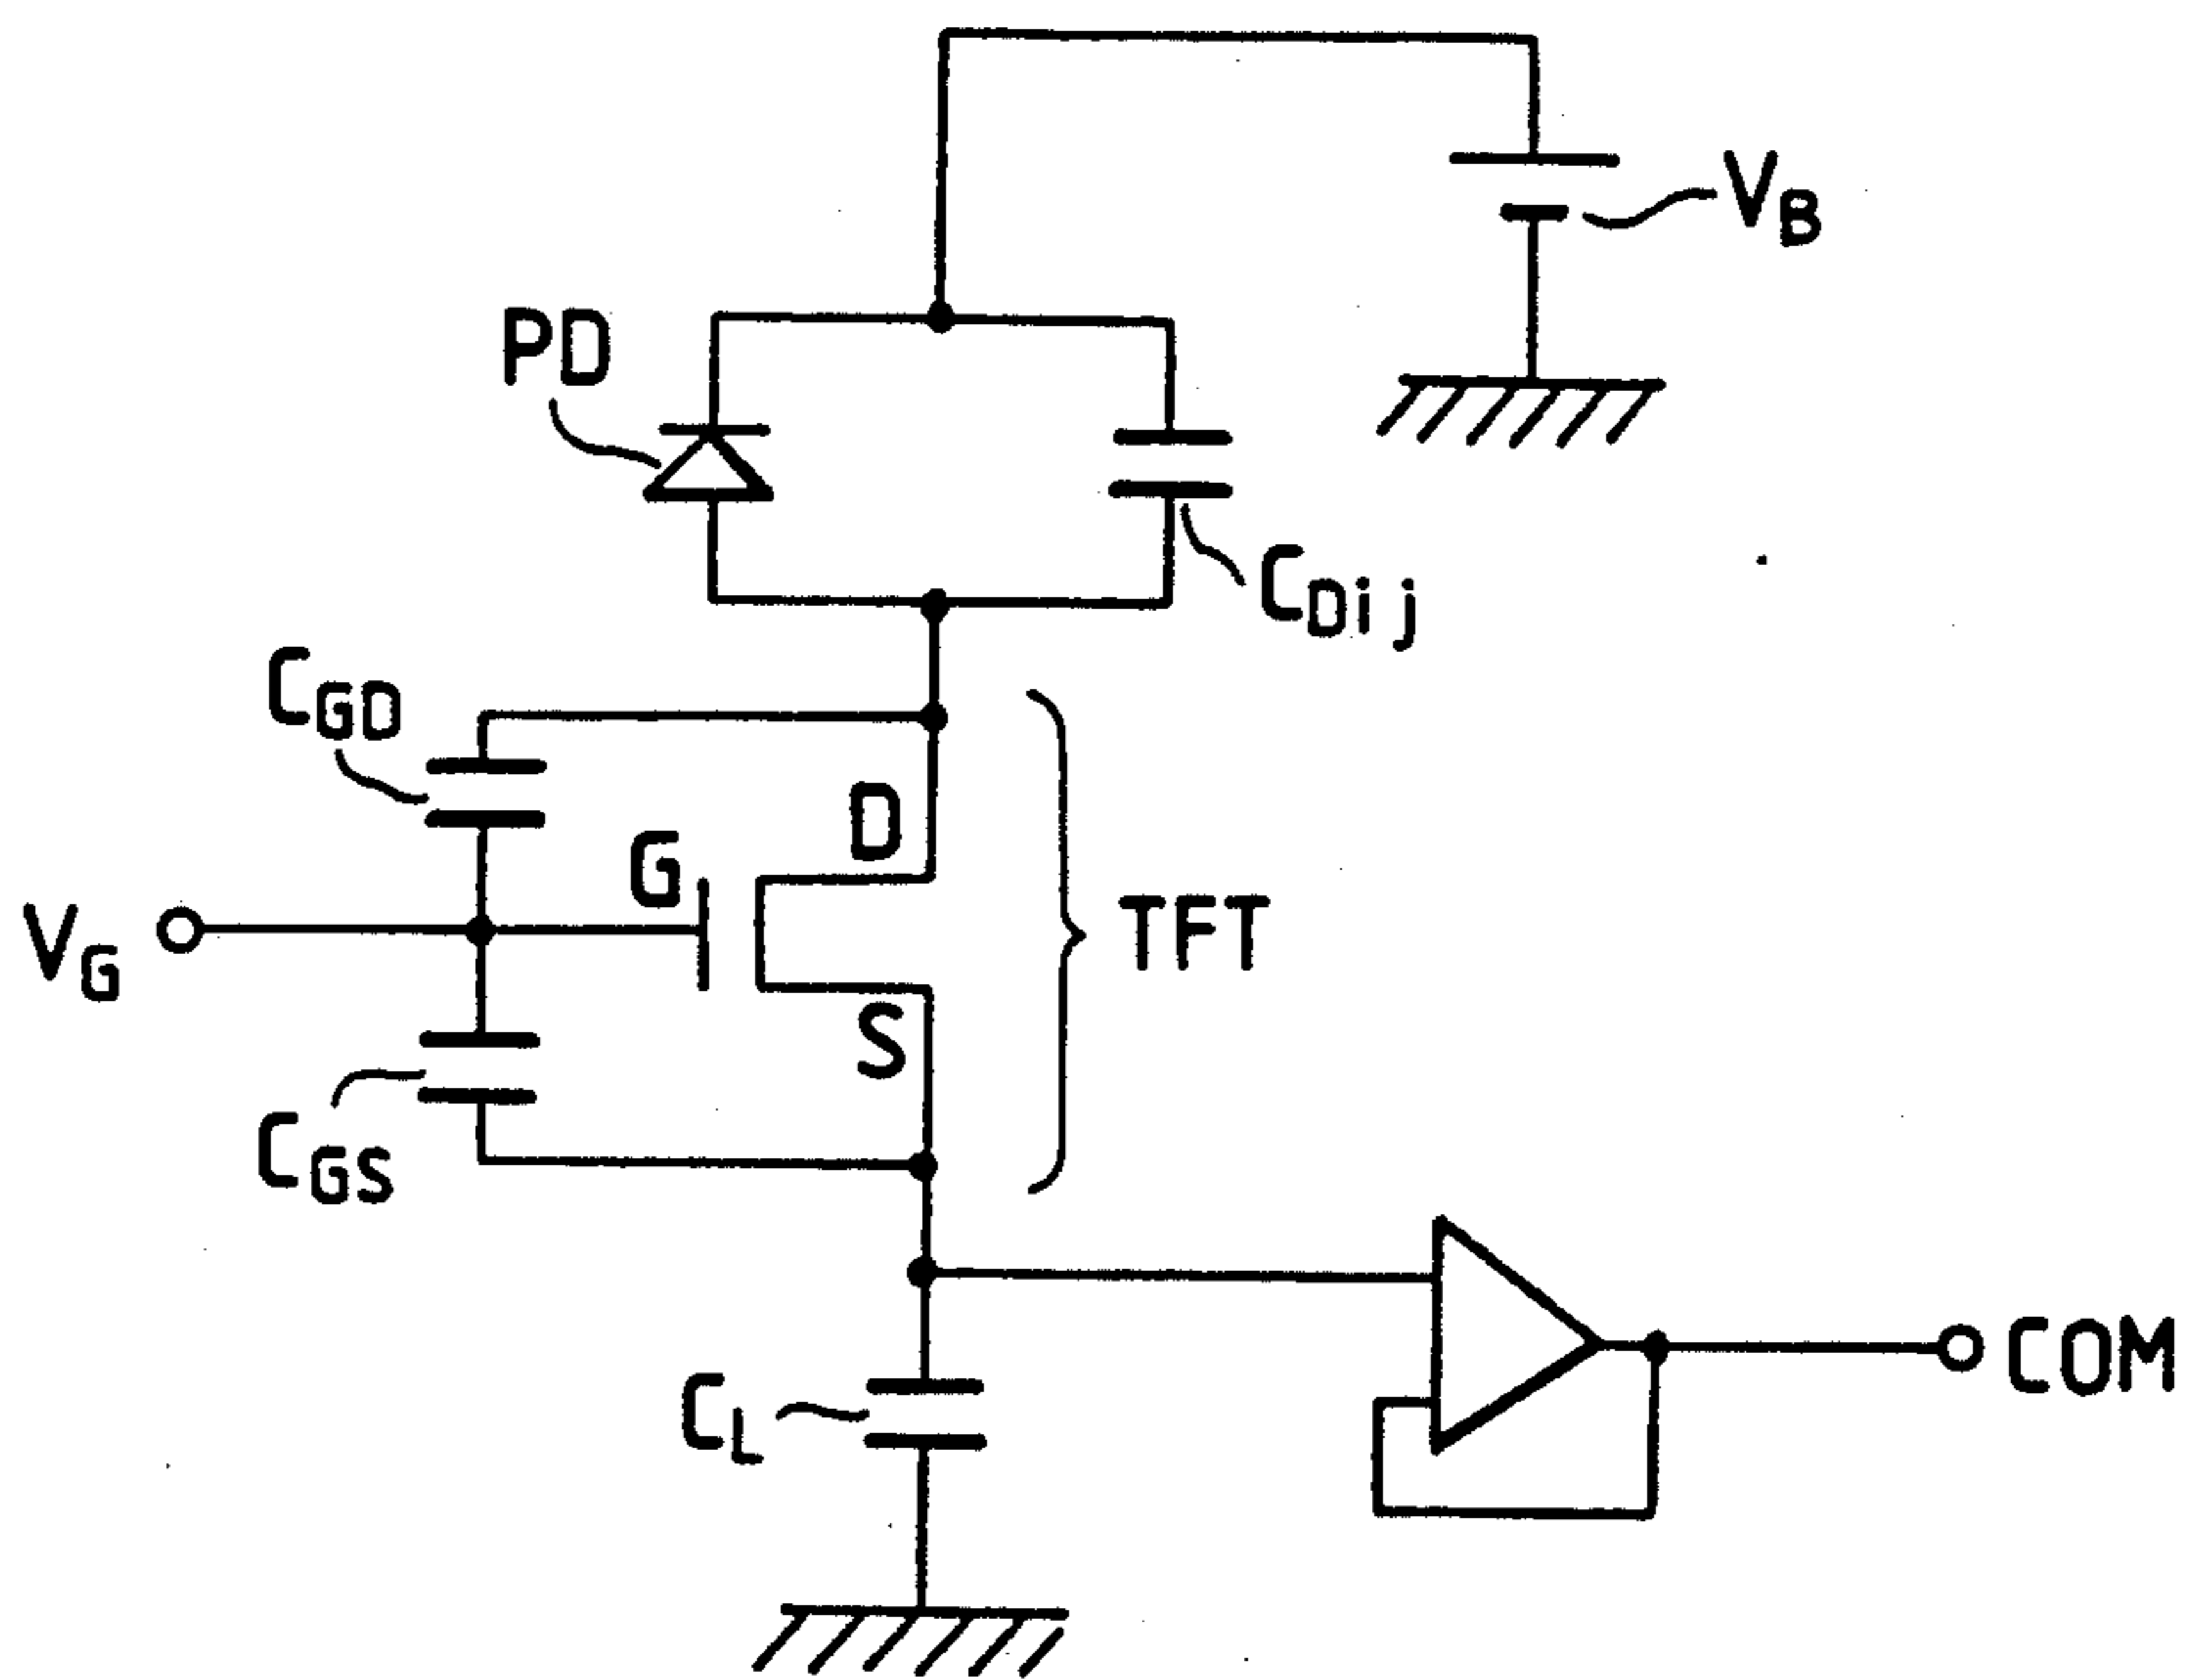 V_B
PD
C_Dij
C_GD
D
G
V_G
TFT
S
C_GS
C_L
COM